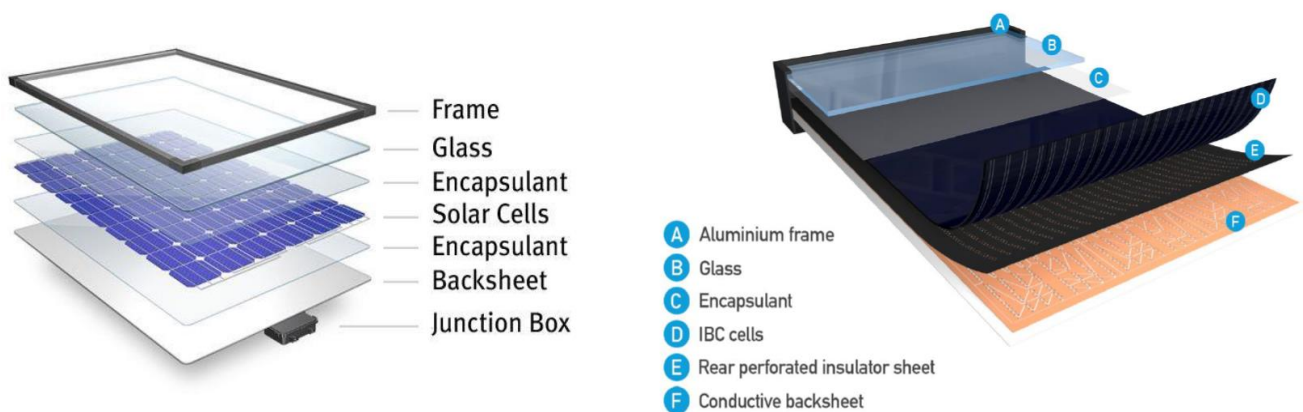 Frame
Glass
Encapsulant
Solar Cells
Encapsulant
Backsheet
Junction Box
A
B
C
D
E
F
A Aluminium frame
B Glass
C Encapsulant
D IBC cells
E Rear perforated insulator sheet
F Conductive backsheet